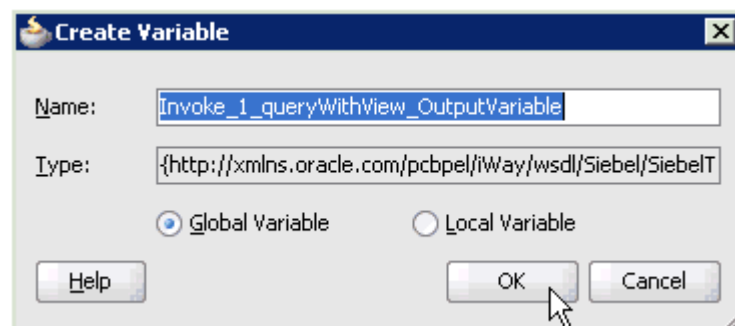 Create Variable
Name: Invoke_1_queryWithView_OutputVariable
Type: {http://xmlns.oracle.com/pcbpel/iWay/wsdl/Siebel/SiebelT
Global Variable Local Variable
Help OK Cancel